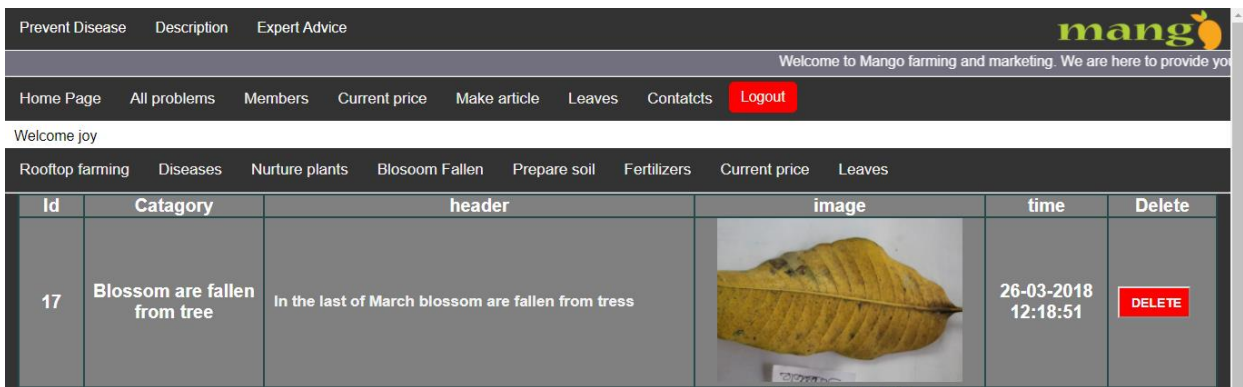 Prevent Disease Description Expert Advice
mango
Welcome to Mango farming and marketing. We are here to provide you
Home Page All problems Members Current price Make article Leaves Contatcts Logout
Welcome joy
Rooftop farming Diseases Nurture plants Blosoom Fallen Prepare soil Fertilizers Current price Leaves
Id Catagory header image time Delete
17 Blossom are fallen from tree In the last of March blossom are fallen from tress 26-03-2018 12:18:51 DELETE